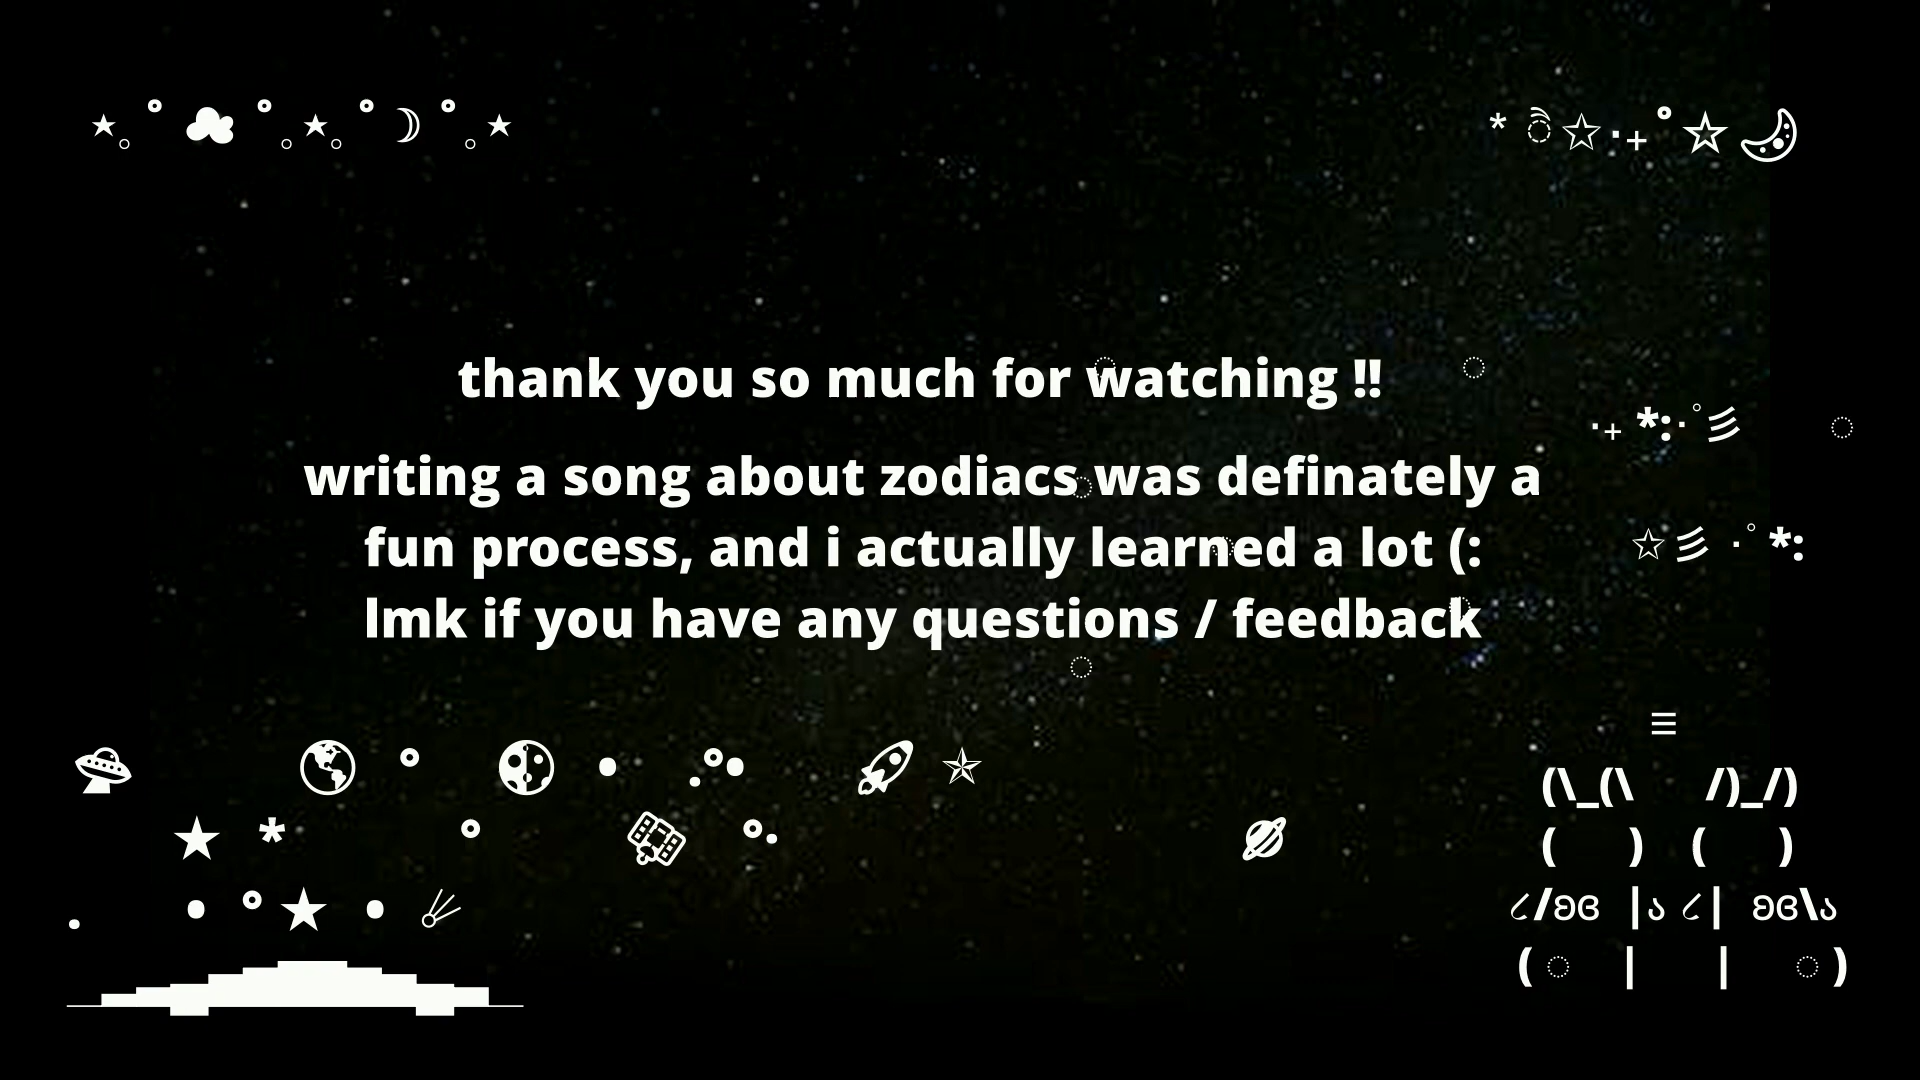 thank you so much for watching !!
writing a song about zodiacs was definately a
fun process, and i actually learned a lot (:
lmk if you have any questions / feedback